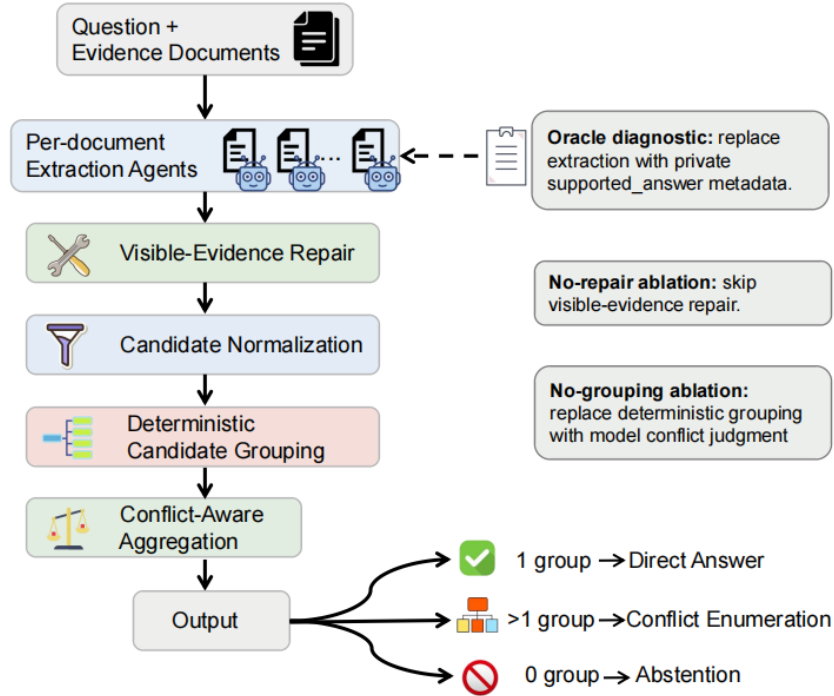 Question +
Evidence Documents
Per-document
Extraction Agents
...
Oracle diagnostic: replace
extraction with private
supported_answer metadata.
Visible-Evidence Repair
No-repair ablation: skip
visible-evidence repair.
Candidate Normalization
No-grouping ablation:
replace deterministic grouping
with model conflict judgment
Deterministic
Candidate Grouping
Conflict-Aware
Aggregation
Output
1 group → Direct Answer
>1 group → Conflict Enumeration
0 group → Abstention